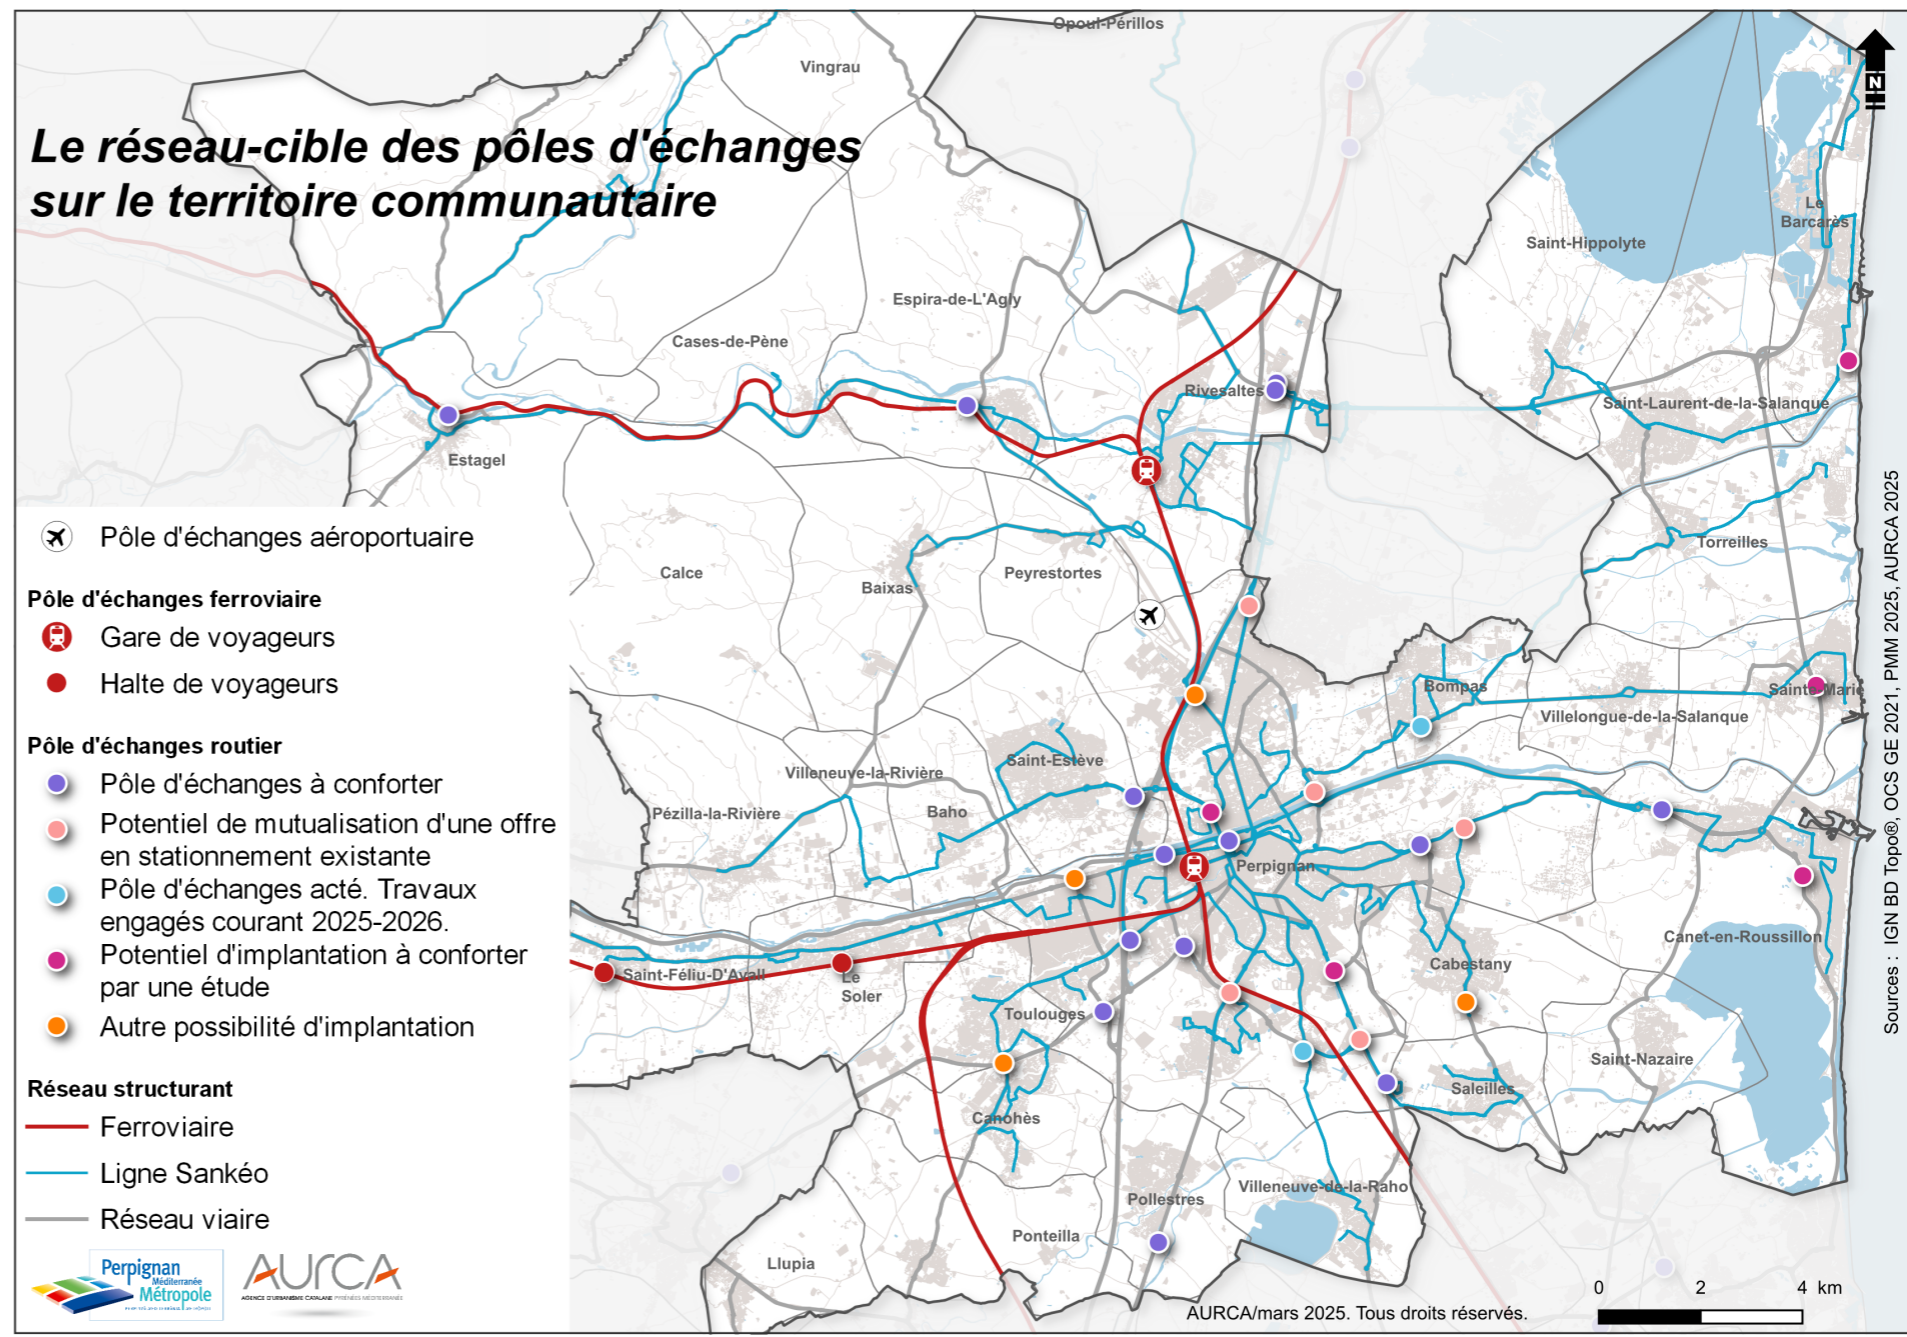 Le réseau-cible des pôles d'échanges
sur le territoire communautaire
Opoul-Périllos
Vingrau
Le
Barcarès
Saint-Hippolyte
Espira-de-L'Agly
Cases-de-Pène
Rivesaltes
Saint-Laurent-de-la-Salanque
Estagel
Torreilles
Calce
Baixas
Peyrestortes
Bompas
Sainte-Marie
Villelongue-de-la-Salanque
Saint-Estève
Villeneuve-la-Rivière
Pézilla-la-Rivière
Baho
Perpignan
Canet-en-Roussillon
Cabestany
Saint-Féliu-D'Avall
Le
Soler
Toulouges
Saint-Nazaire
Saleilles
Canohès
Villeneuve-de-la-Raho
Pollestres
Ponteilla
Llupia
N
Pôle d'échanges aéroportuaire
Pôle d'échanges ferroviaire
Gare de voyageurs
Halte de voyageurs
Pôle d'échanges routier
Pôle d'échanges à conforter
Potentiel de mutualisation d'une offre
en stationnement existante
Pôle d'échanges acté. Travaux
engagés courant 2025-2026.
Potentiel d'implantation à conforter
par une étude
Autre possibilité d'implantation
Réseau structurant
Ferroviaire
Ligne Sankéo
Réseau viaire
Perpignan
Méditerranée
Métropole
AURCA
AGENCE D'URBANISME CATALANE PYRÉNÉES MÉDITERRANÉE
0 2 4 km
AURCA/mars 2025. Tous droits réservés.
Sources : IGN BD Topo®, OCS GE 2021, PMM 2025, AURCA 2025